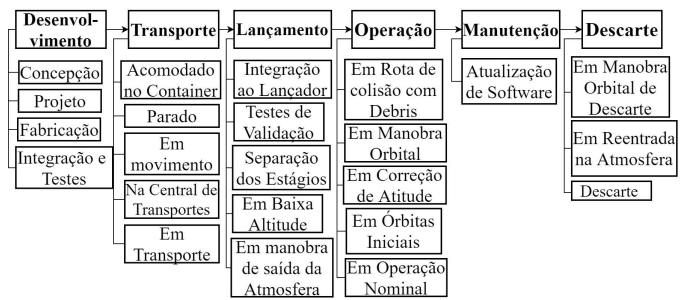 Desenvol-
vimento
Concepção
Projeto
Fabricação
Integração e
Testes
Transporte
Acomodado
no Container
Parado
Em
movimento
Na Central de
Transportes
Em
Transporte
Lançamento
Integração
ao Lançador
Testes de
Validação
Separação
dos Estágios
Em Baixa
Altitude
Em manobra
de saída da
Atmosfera
Operação
Em Rota de
colisão com
Debris
Em Manobra
Orbital
Em Correção
de Atitude
Em Órbitas
Iniciais
Em Operação
Nominal
Manutenção
Atualização
de Software
Descarte
Em Manobra
Orbital de
Descarte
Em Reentrada
na Atmosfera
Descarte